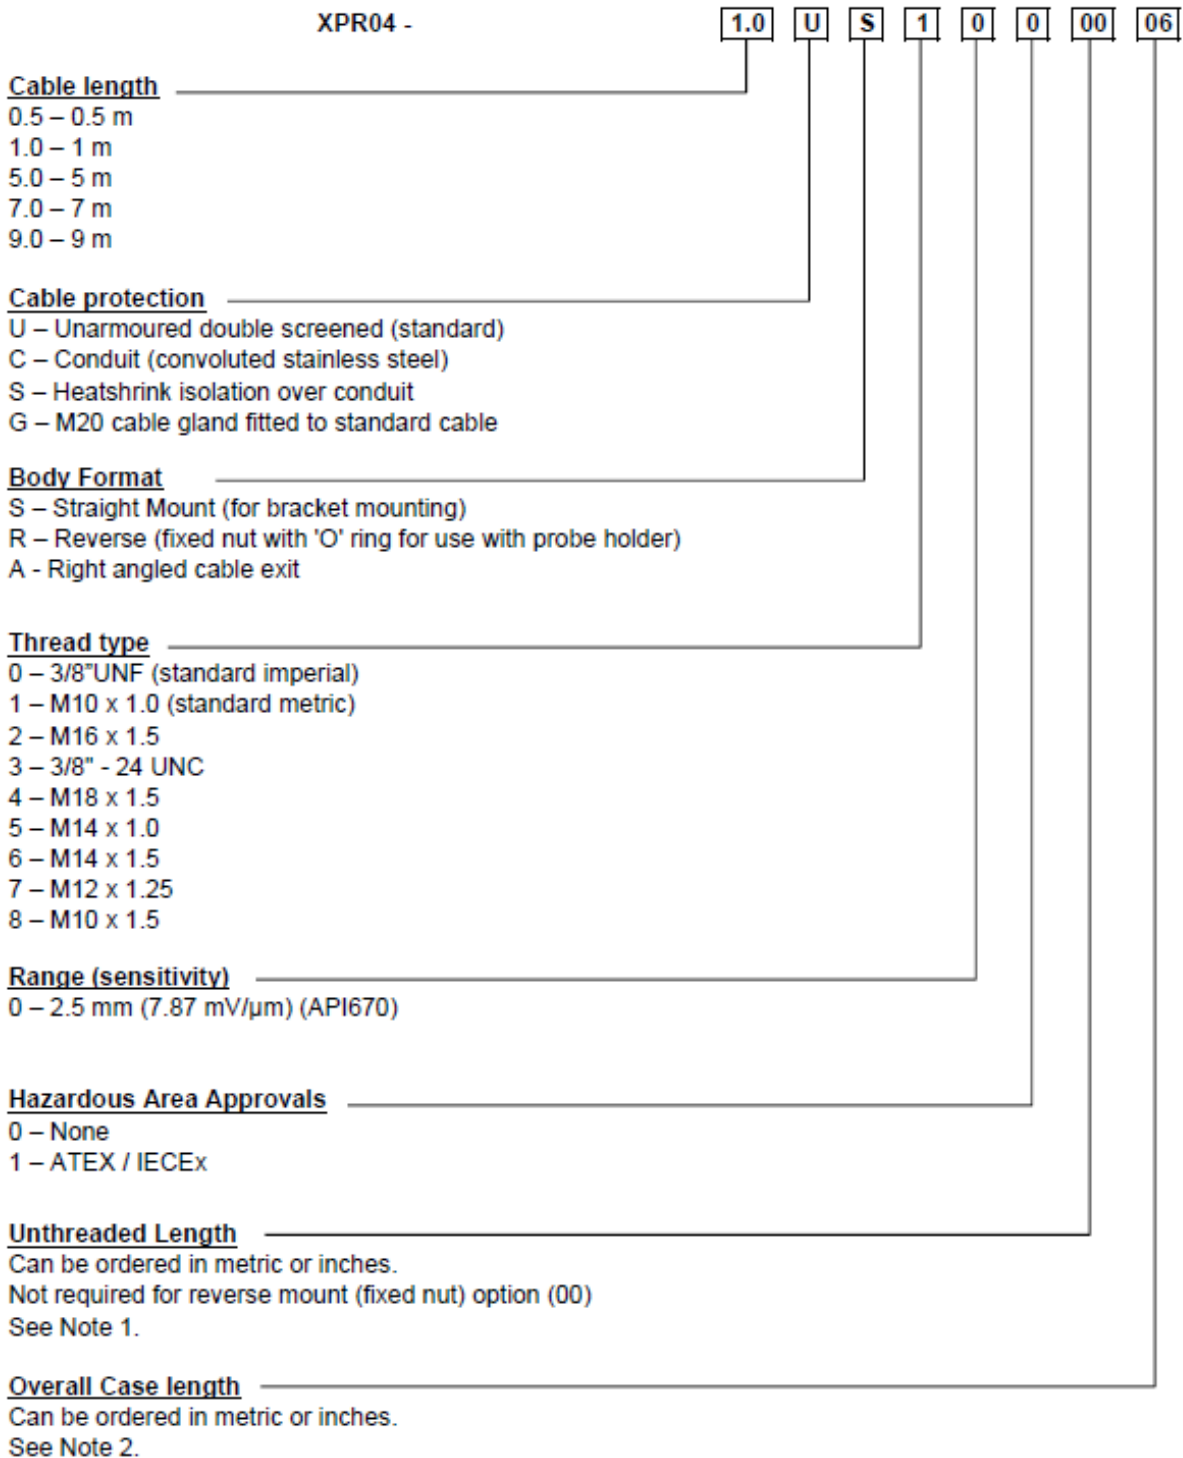 XPR04 - 1.0 U S 1 0 0 00 06
Cable length
0.5 – 0.5 m
1.0 – 1 m
5.0 – 5 m
7.0 – 7 m
9.0 – 9 m
Cable protection
U – Unarmoured double screened (standard)
C – Conduit (convoluted stainless steel)
S – Heatshrink isolation over conduit
G – M20 cable gland fitted to standard cable
Body Format
S – Straight Mount (for bracket mounting)
R – Reverse (fixed nut with 'O' ring for use with probe holder)
A - Right angled cable exit
Thread type
0 – 3/8”UNF (standard imperial)
1 – M10 x 1.0 (standard metric)
2 – M16 x 1.5
3 – 3/8" - 24 UNC
4 – M18 x 1.5
5 – M14 x 1.0
6 – M14 x 1.5
7 – M12 x 1.25
8 – M10 x 1.5
Range (sensitivity)
0 – 2.5 mm (7.87 mV/µm) (API670)
Hazardous Area Approvals
0 – None
1 – ATEX / IECEx
Unthreaded Length
Can be ordered in metric or inches.
Not required for reverse mount (fixed nut) option (00)
See Note 1.
Overall Case length
Can be ordered in metric or inches.
See Note 2.